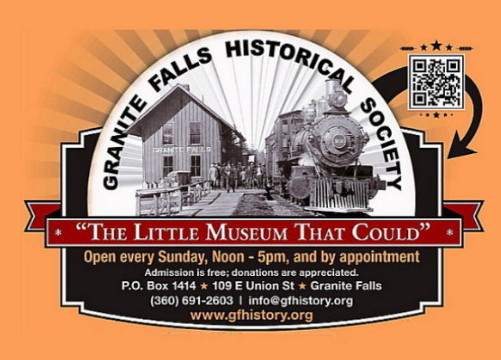 GRANITE FALLS HISTORICAL SOCIETY
GRANITE FALLS
* "THE LITTLE MUSEUM THAT COULD" *
Open every Sunday, Noon - 5pm, and by appointment
Admission is free; donations are appreciated.
P.O. Box 1414 ★ 109 E Union St ★ Granite Falls
(360) 691-2603 | info@gfhistory.org
www.gfhistory.org